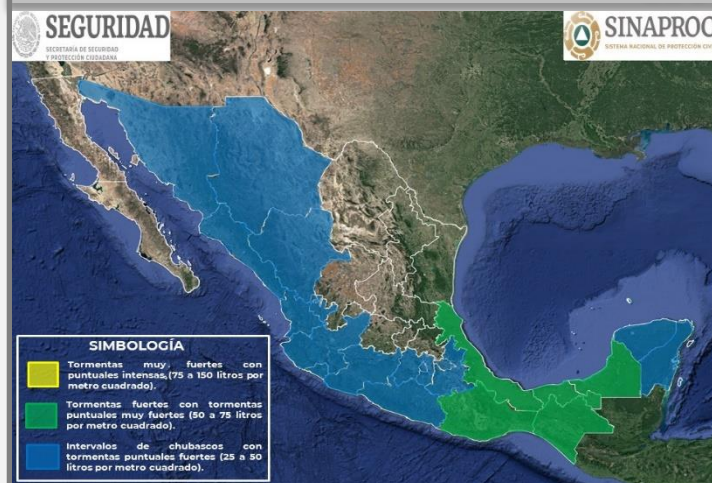 SEGURIDAD
SECRETARÍA DE SEGURIDAD
Y PROTECCIÓN CIUDADANA
SINAPROC
SISTEMA NACIONAL DE PROTECCIÓN CIV
SIMBOLOGÍA
Tormentas muy fuertes con
puntuales intensas, (75 a 150 litros por
metro cuadrado).
Tormentas fuertes con tormentas
puntuales muy fuertes (50 a 75 litros
por metro cuadrado).
Intervalos de chubascos con
tormentas puntuales fuertes (25 a 50
litros por metro cuadrado).